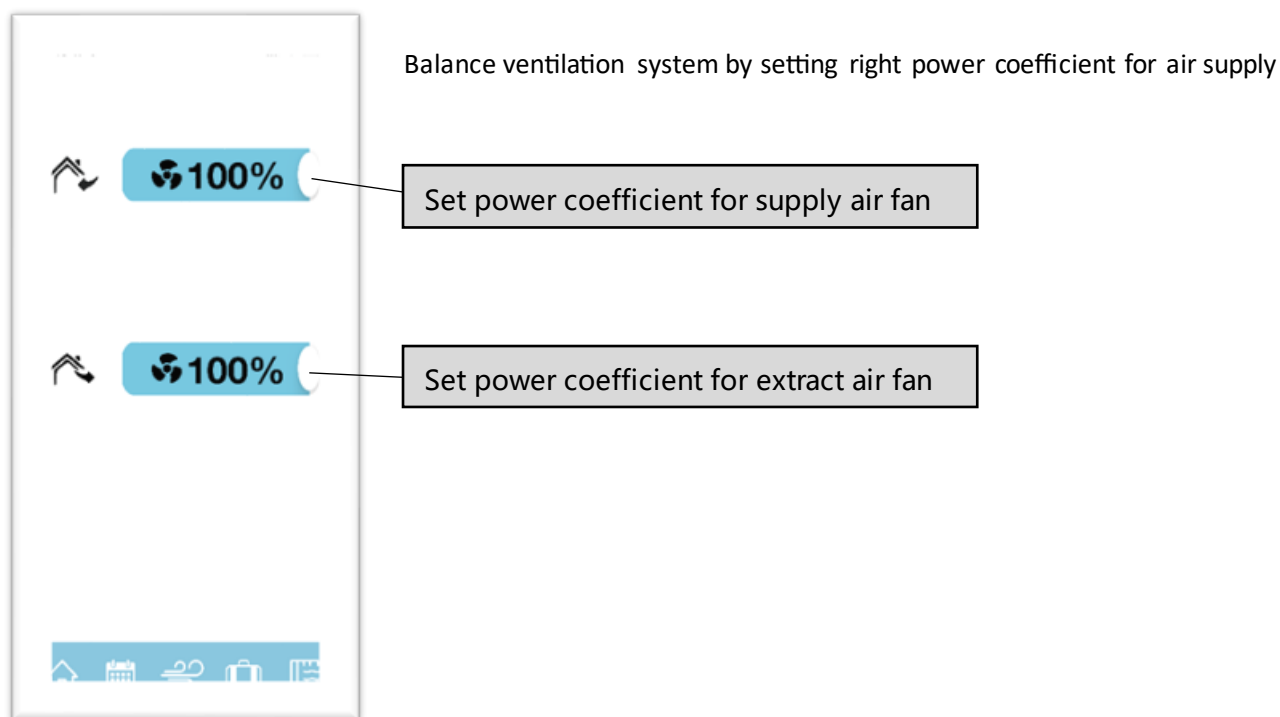 Balance ventilation system by setting right power coefficient for air supply
100%
Set power coefficient for supply air fan
100%
Set power coefficient for extract air fan